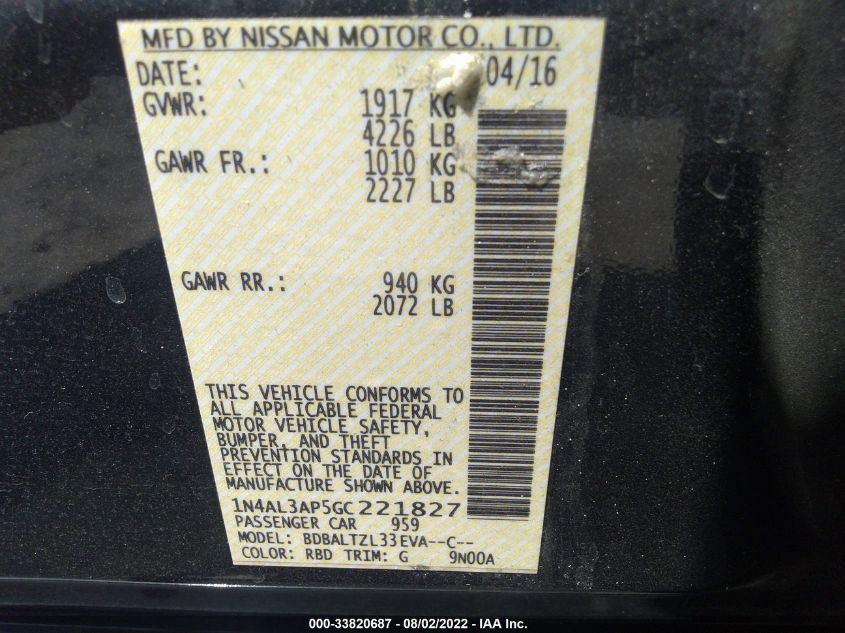 MFD BY NISSAN MOTOR CO., LTD.
DATE: 04/16
GVWR: 1917 KG
4226 LB
GAWR FR.: 1010 KG
2227 LB
GAWR RR.: 940 KG
2072 LB
THIS VEHICLE CONFORMS TO
ALL APPLICABLE FEDERAL
MOTOR VEHICLE SAFETY,
BUMPER, AND THEFT
PREVENTION STANDARDS IN
EFFECT ON THE DATE OF
MANUFACTURE SHOWN ABOVE.
1N4AL3AP5GC221827
PASSENGER CAR 959
MODEL: BDBALTZL33EVA--C--
COLOR: RBD TRIM: G 9N00A
000-33820687 - 08/02/2022 - IAA Inc.